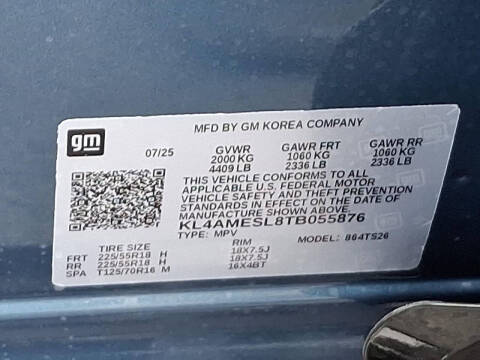 gm
MFD BY GM KOREA COMPANY
07/25 GVWR GAWR FRT GAWR RR
2000 KG 1060 KG 1060 KG
4409 LB 2336 LB 2336 LB
THIS VEHICLE CONFORMS TO ALL
APPLICABLE U.S. FEDERAL MOTOR
VEHICLE SAFETY AND THEFT PREVENTION
STANDARDS IN EFFECT ON THE DATE OF
MANUFACTURE SHOWN ABOVE.
KL4AMESL8TB055876
TYPE: MPV MODEL: 864TS26
TIRE SIZE RIM
FRT 225/55R18 H 18X7.5J
RR 225/55R18 H 18X7.5J
SPA T125/70R16 M 16X4BT